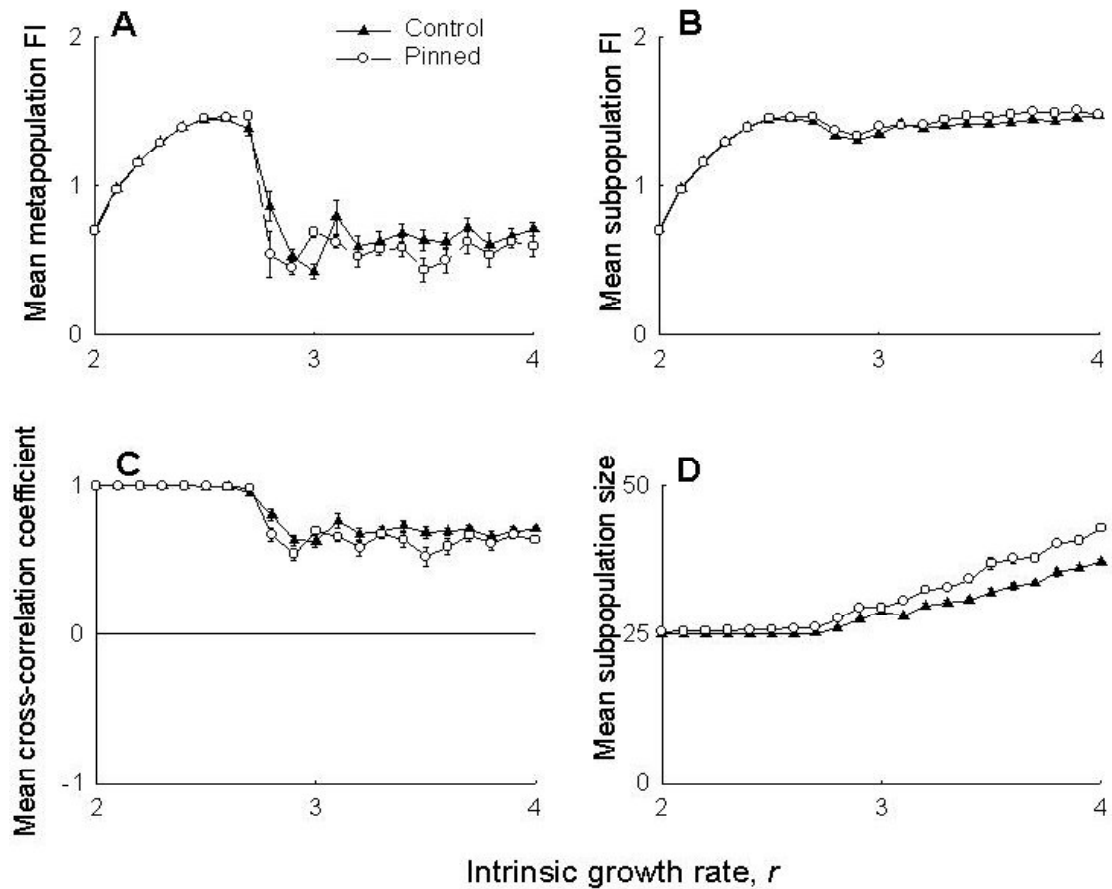 A
Control
Pinned
Mean metapopulation FI
2
1
0
2
3
4
B
Mean subpopulation FI
2
1
0
2
3
4
C
Mean cross-correlation coefficient
1
0
-1
2
3
4
D
Mean subpopulation size
50
25
0
2
3
4
Intrinsic growth rate, r